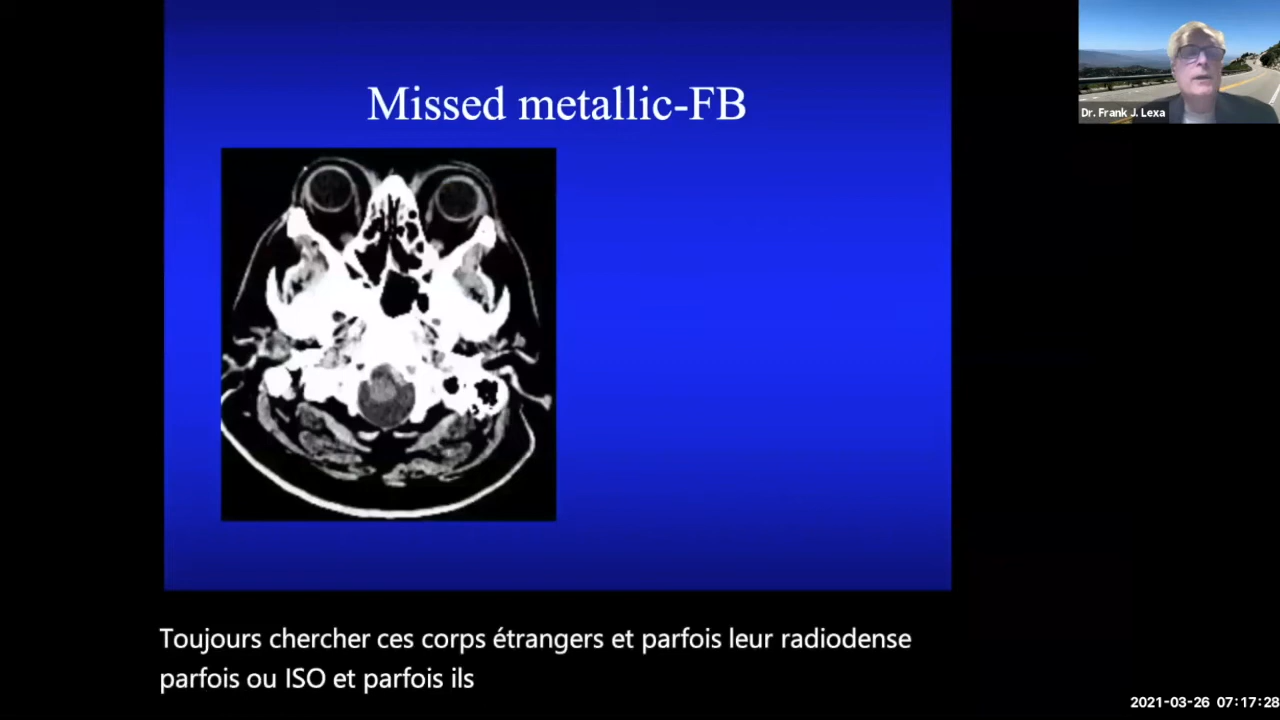 Missed metallic-FB
Dr. Frank J. Lexa
Toujours chercher ces corps étrangers et parfois leur radiodense
parfois ou ISO et parfois ils
2021-03-26 07:17:28